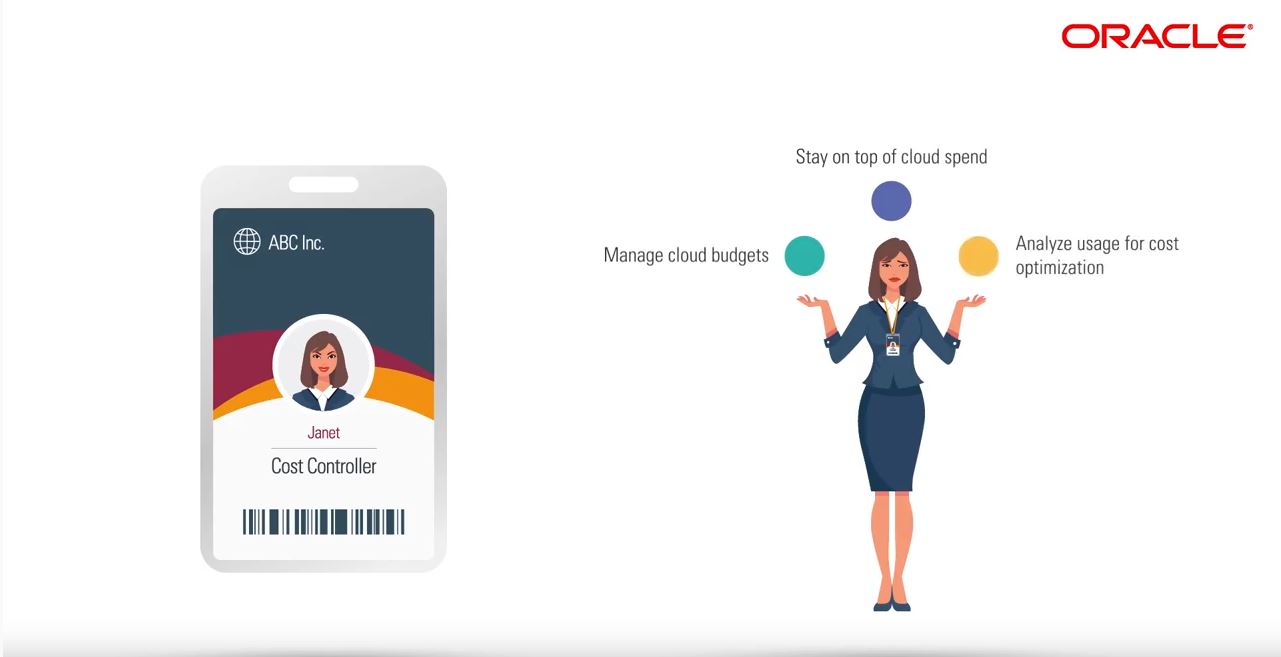 ORACLE®
ABC Inc.
Janet
Cost Controller
Stay on top of cloud spend
Manage cloud budgets
Analyze usage for cost
optimization